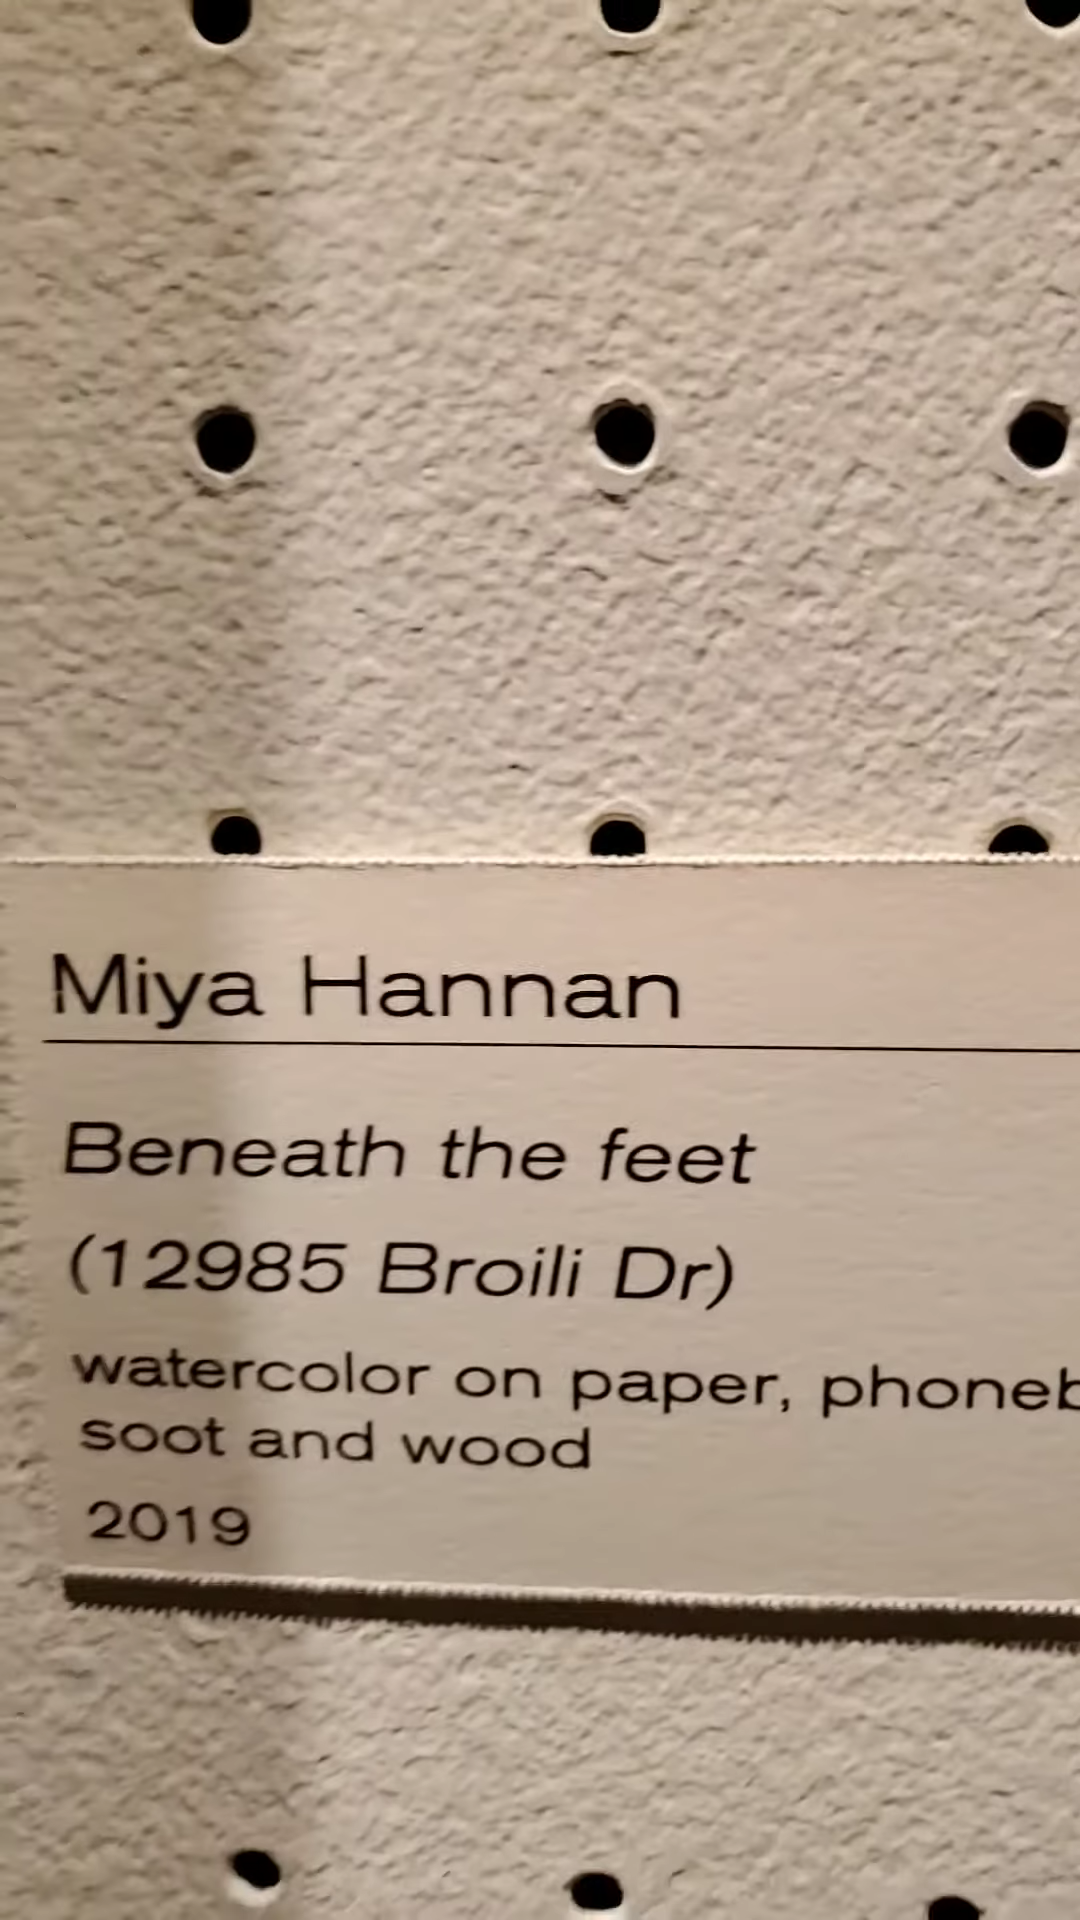 Miya Hannan
Beneath the feet
(12985 Broili Dr)
watercolor on paper,
soot and wood
2019